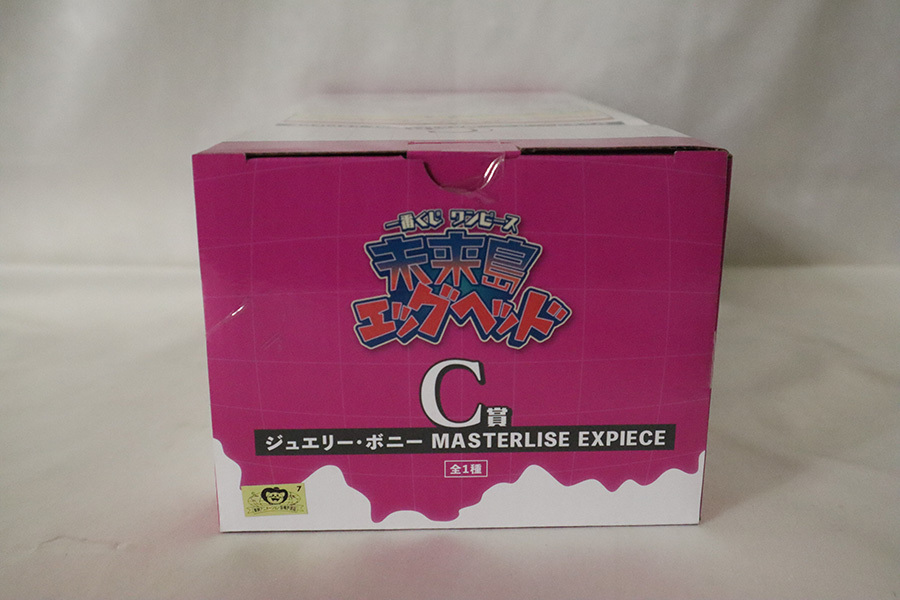 一番くじ ワンピース
未来島
エッグヘッド
C賞
ジュエリー・ボニー MASTERLISE EXPIECE
全1種
7